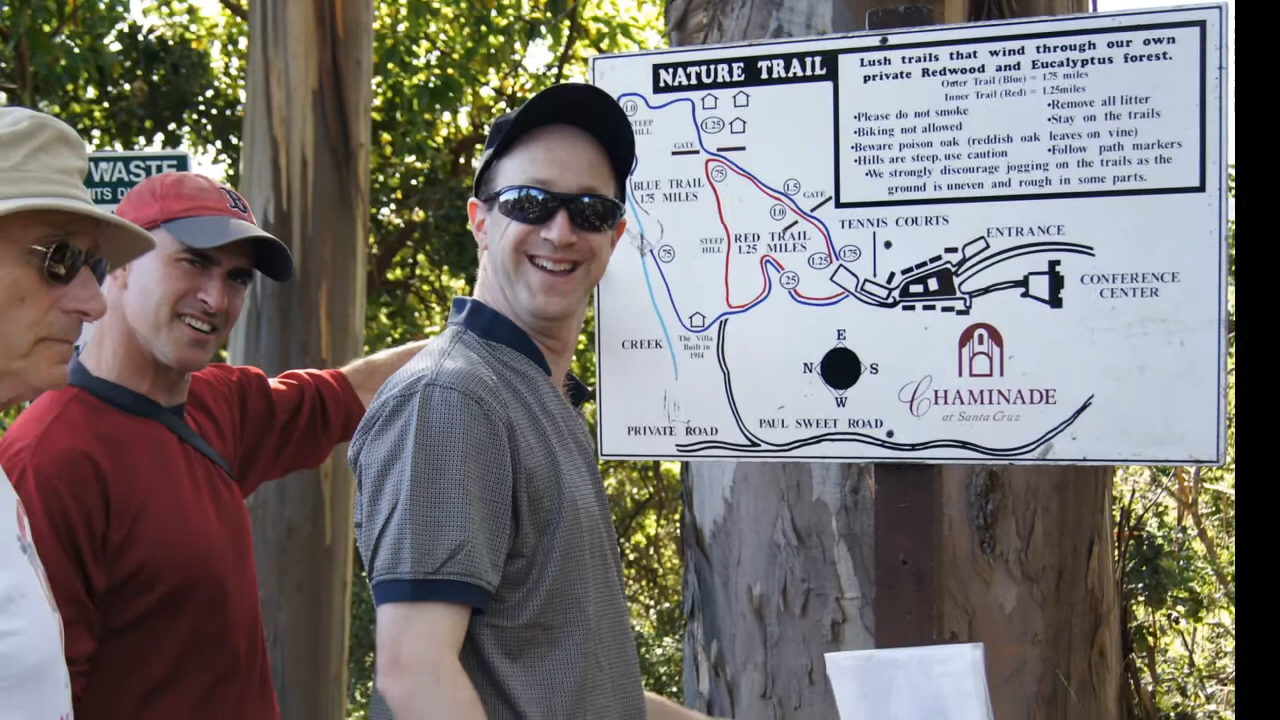 WASTE
NATURE TRAIL
Lush trails that wind through our own
private Redwood and Eucalyptus forest.
Outer Trail (Blue) = 1.75 miles
Inner Trail (Red) = 1.25miles
•Please do not smoke
•Remove all litter
•Biking not allowed
•Stay on the trails
•Beware poison oak (reddish oak leaves on vine)
•Hills are steep, use caution
•Follow path markers
•We strongly discourage jogging on the trails as the
ground is uneven and rough in some parts.
1.0
STEEP
HILL
1.25
GATE
.75
BLUE TRAIL
1.75 MILES
1.5
GATE
1.0
STEEP
HILL
RED TRAIL
1.25 MILES
.75
1.25
1.75
.25
TENNIS COURTS
ENTRANCE
CONFERENCE
CENTER
The Villa
Built in
1914
CREEK
E
N
S
W
CHAMINADE
at Santa Cruz
PRIVATE ROAD
PAUL SWEET ROAD
B